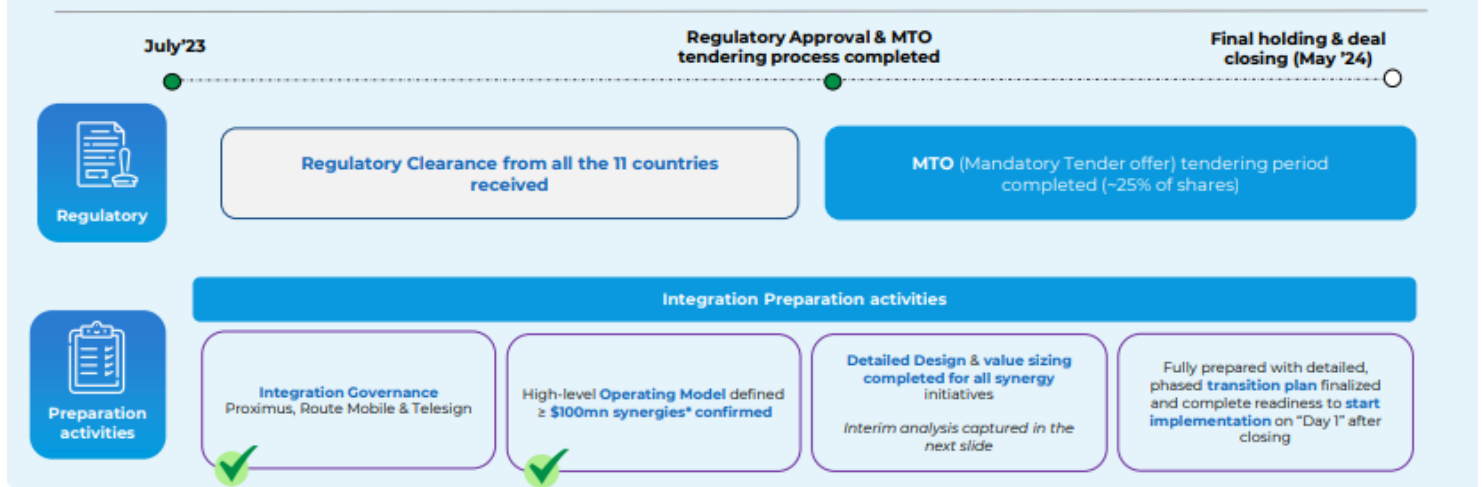 July'23
Regulatory Approval & MTO
tendering process completed
Final holding & deal
closing (May '24)
Regulatory
Regulatory Clearance from all the 11 countries
received
MTO (Mandatory Tender offer) tendering period
completed (~25% of shares)
Integration Preparation activities
Preparation
activities
Integration Governance
Proximus, Route Mobile & Telesign
High-level Operating Model defined
≥ $100mn synergies* confirmed
Detailed Design & value sizing
completed for all synergy
initiatives
Interim analysis captured in the
next slide
Fully prepared with detailed,
phased transition plan finalized
and complete readiness to start
implementation on "Day 1" after
closing